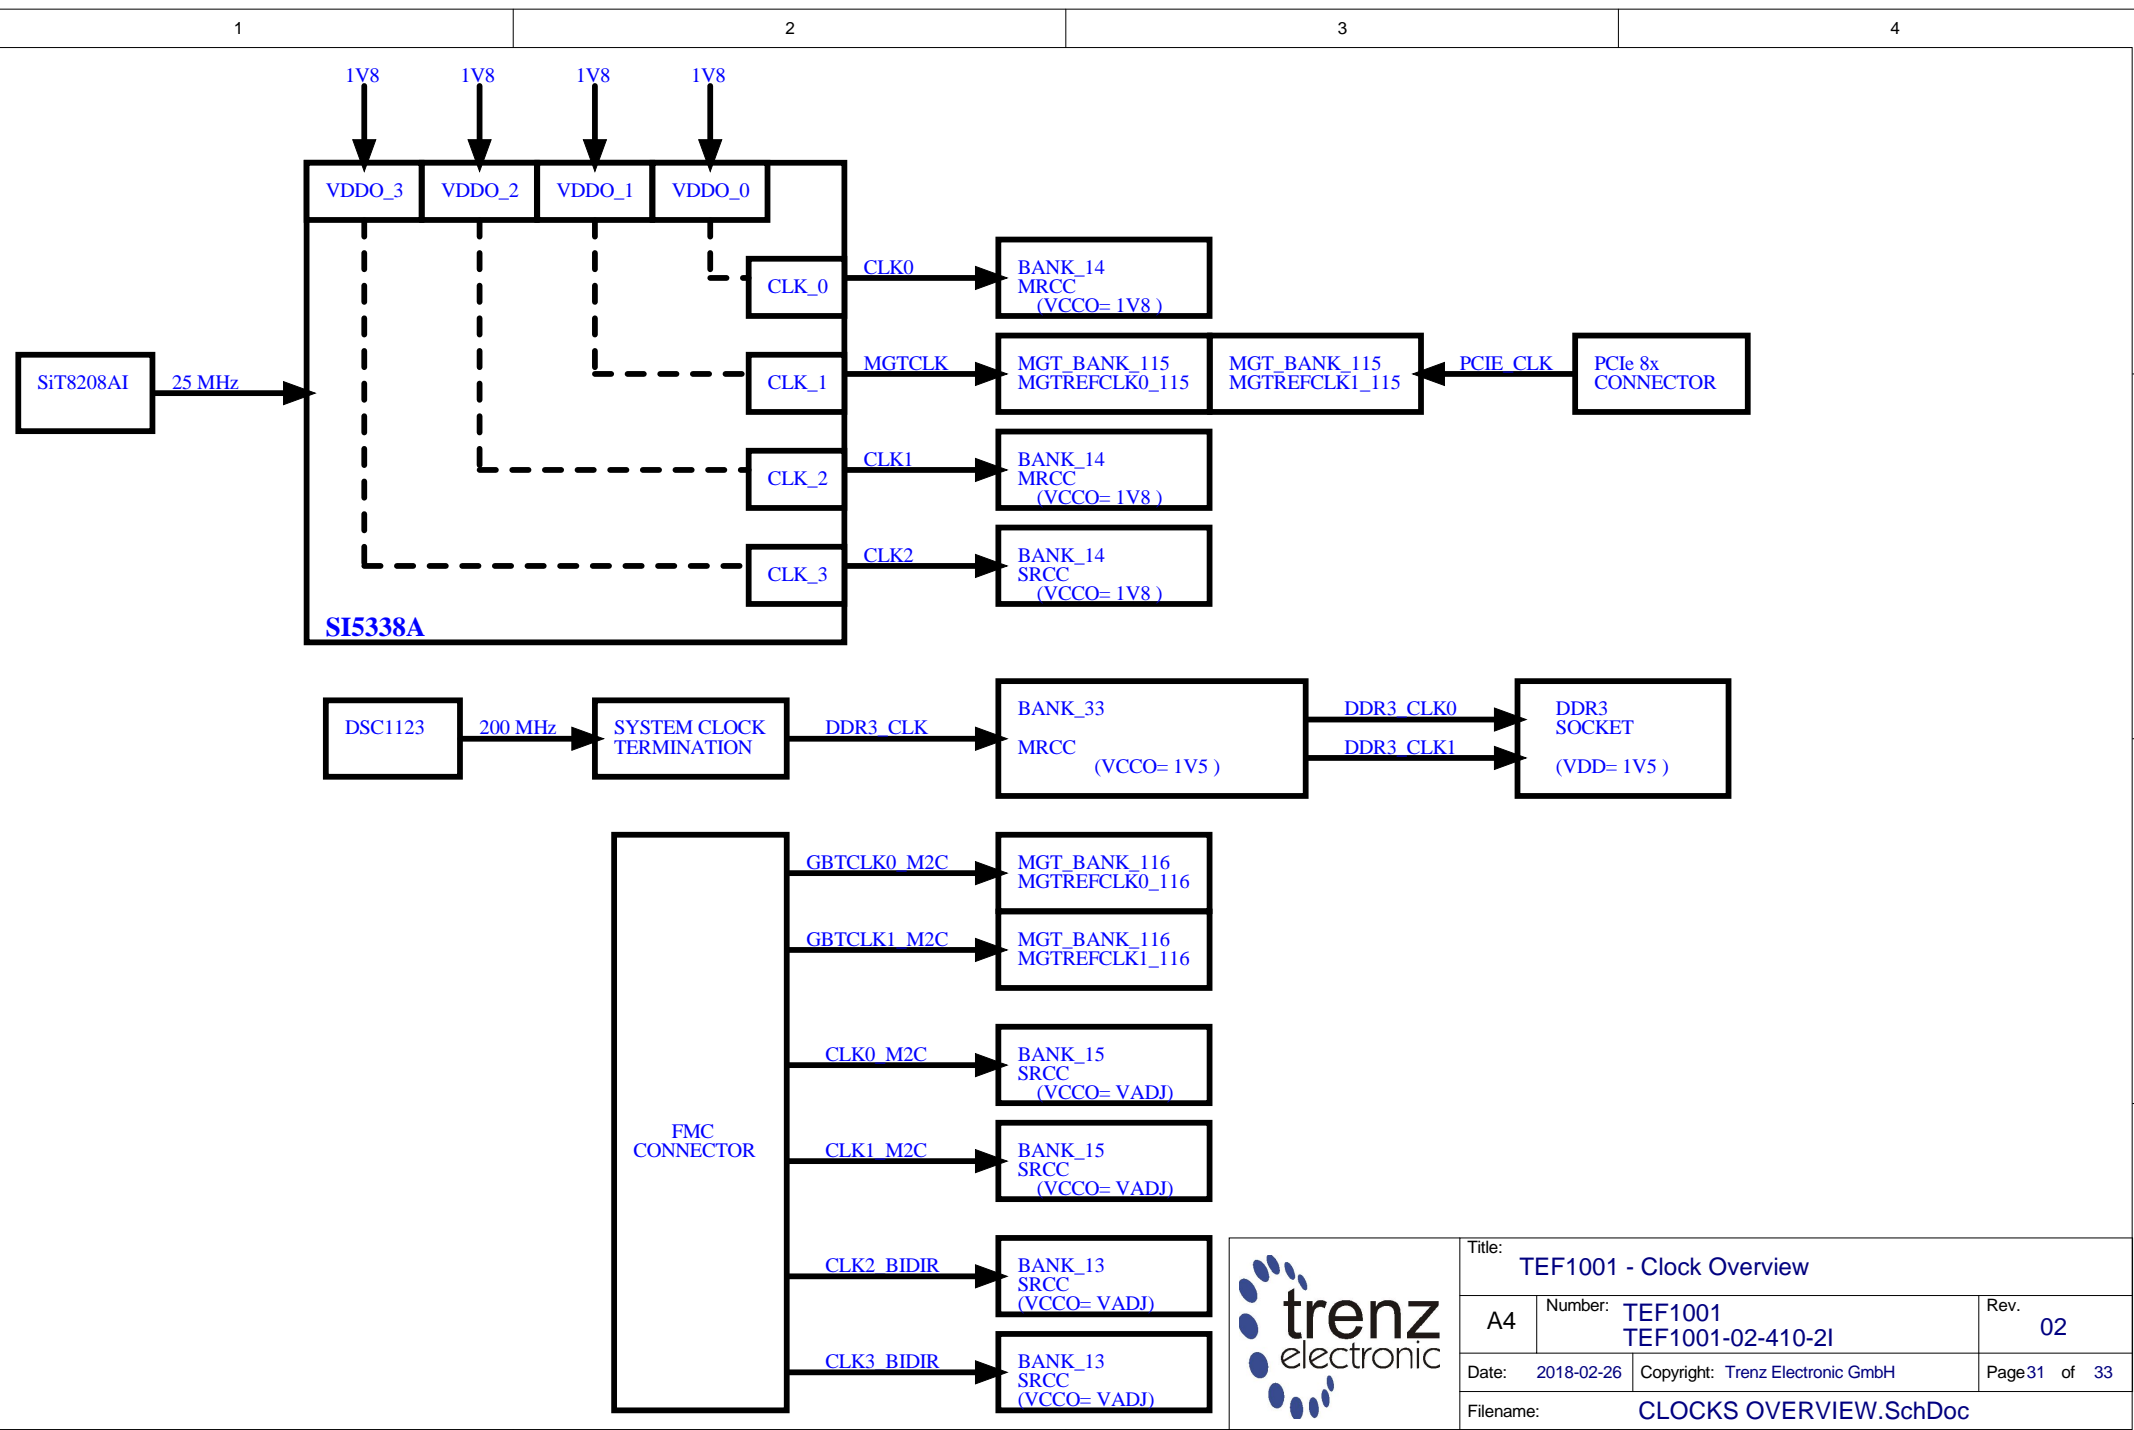 1 2 3 4
1V8 1V8 1V8 1V8
VDDO_3 VDDO_2 VDDO_1 VDDO_0
CLK_0
CLK0
BANK_14
MRCC
(VCCO= 1V8 )
SiT8208AI
25 MHz
CLK_1
MGTCLK
MGT_BANK_115
MGTREFCLK0_115
MGT_BANK_115
MGTREFCLK1_115
PCIE_CLK
PCIe 8x
CONNECTOR
CLK_2
CLK1
BANK_14
MRCC
(VCCO= 1V8 )
CLK_3
CLK2
BANK_14
SRCC
(VCCO= 1V8 )
SI5338A
DSC1123
200 MHz
SYSTEM CLOCK
TERMINATION
DDR3_CLK
BANK_33
MRCC
(VCCO= 1V5 )
DDR3_CLK0
DDR3_CLK1
DDR3
SOCKET
(VDD= 1V5 )
FMC
CONNECTOR
GBTCLK0_M2C
MGT_BANK_116
MGTREFCLK0_116
GBTCLK1_M2C
MGT_BANK_116
MGTREFCLK1_116
CLK0_M2C
BANK_15
SRCC
(VCCO= VADJ)
CLK1_M2C
BANK_15
SRCC
(VCCO= VADJ)
CLK2_BIDIR
BANK_13
SRCC
(VCCO= VADJ)
CLK3_BIDIR
BANK_13
SRCC
(VCCO= VADJ)
trenz
electronic
Title:
TEF1001 - Clock Overview
A4
Number: TEF1001
TEF1001-02-410-2I
Rev.
02
Date: 2018-02-26 Copyright: Trenz Electronic GmbH Page31 of 33
Filename: CLOCKS OVERVIEW.SchDoc